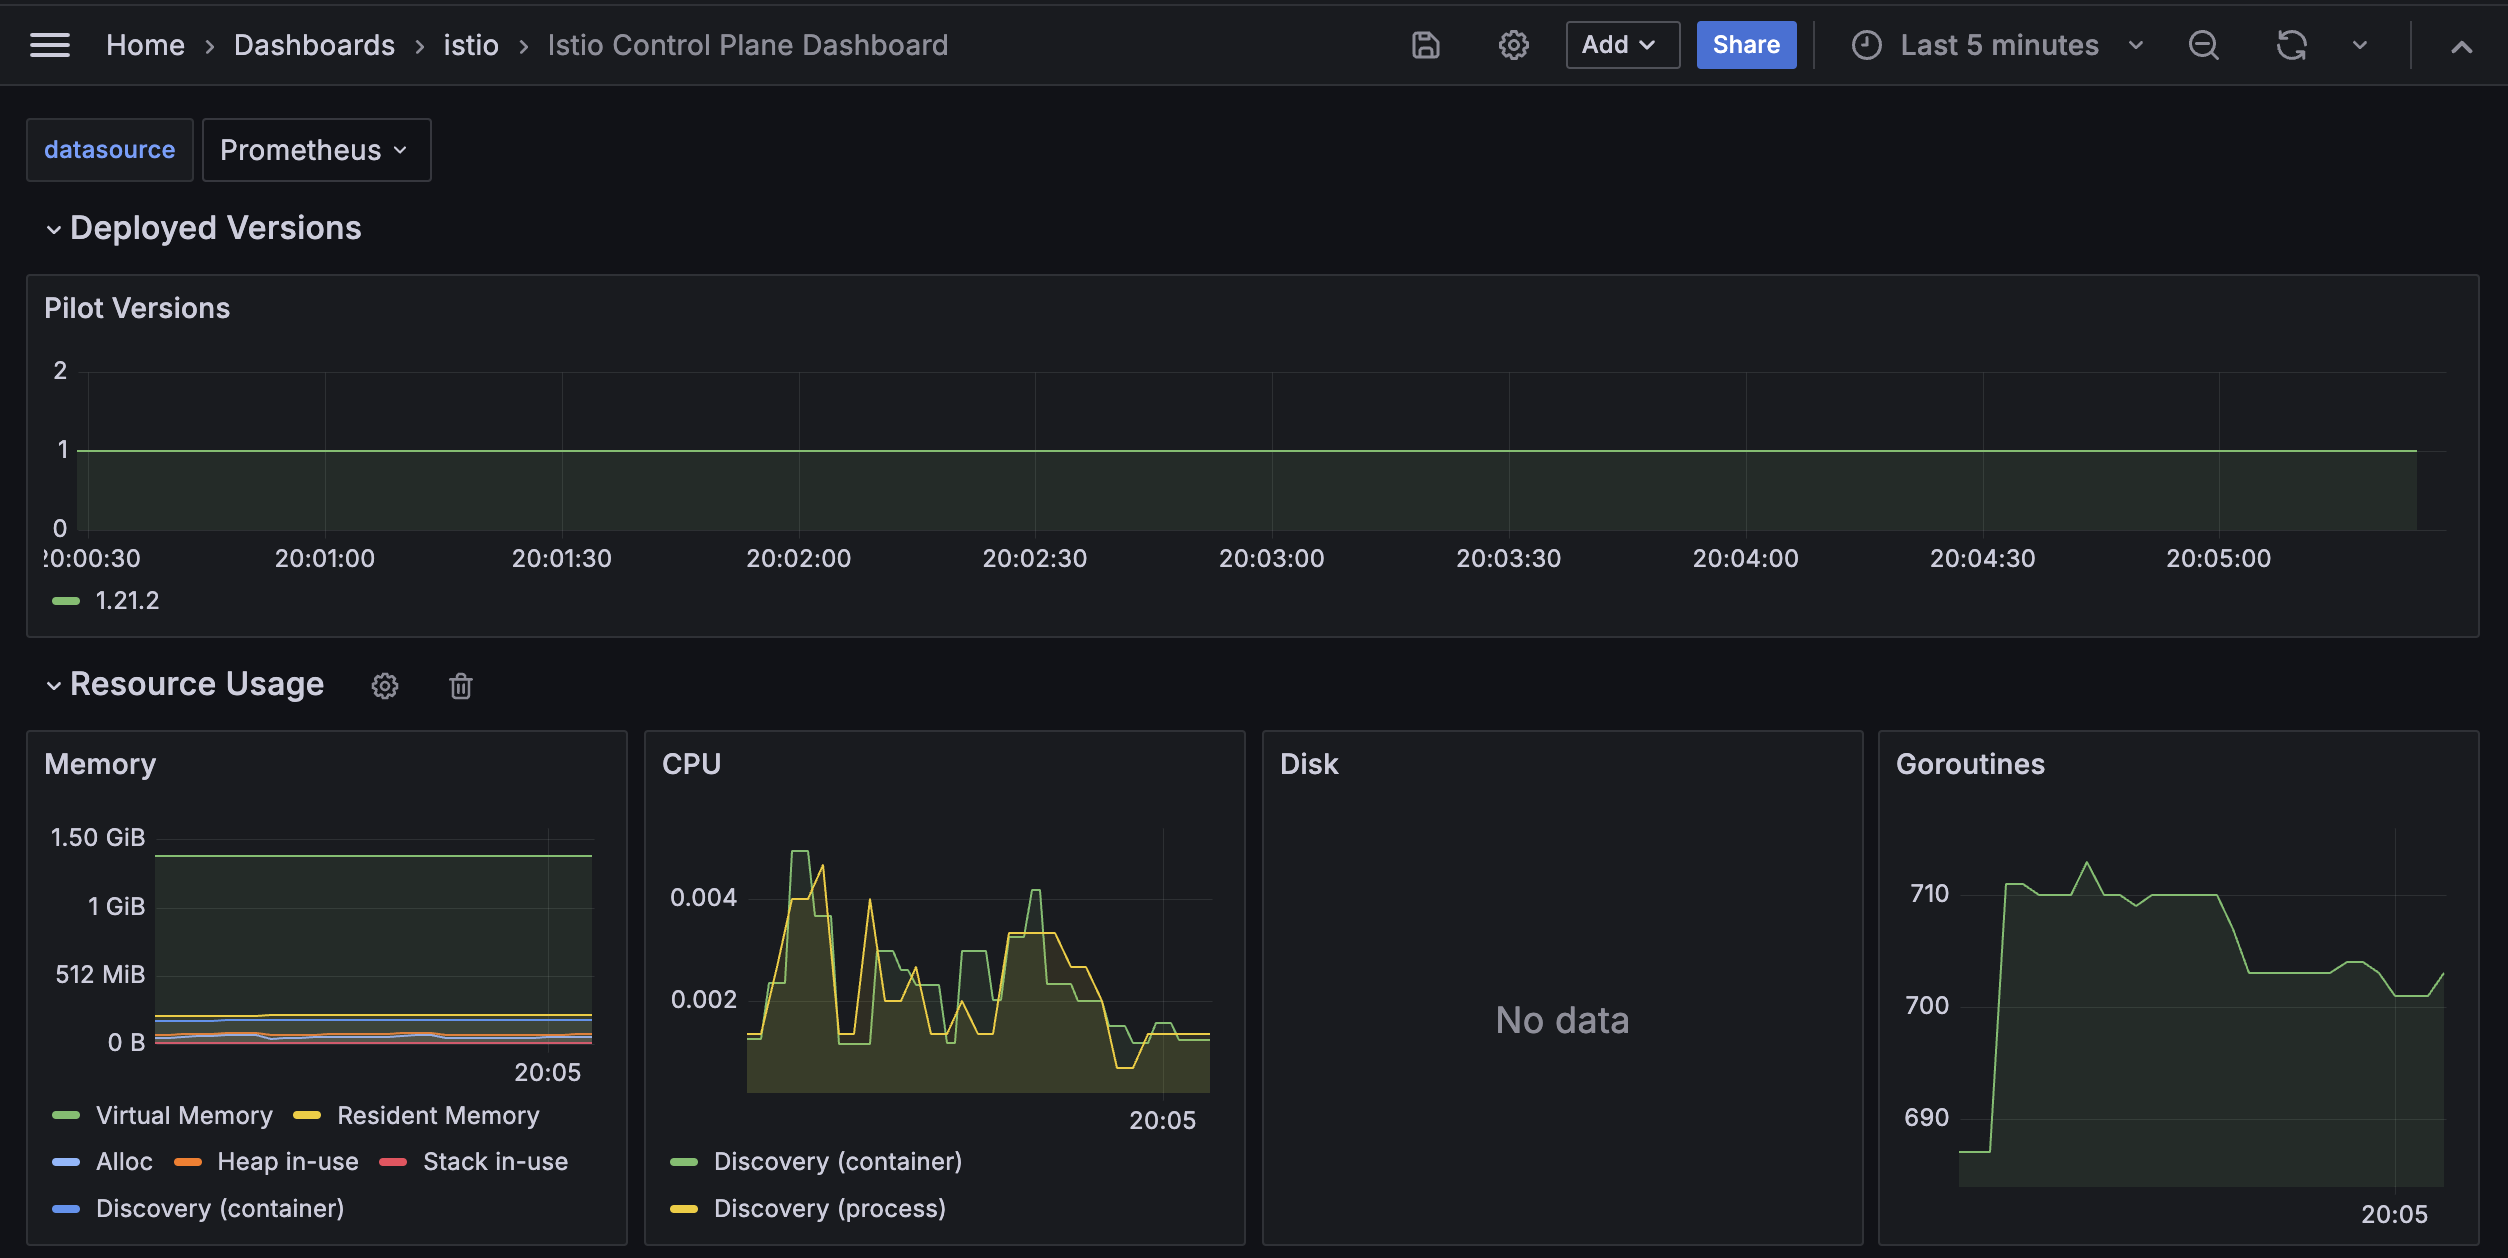 Home › Dashboards › istio › Istio Control Plane Dashboard
Add
Share
Last 5 minutes
datasource
Prometheus
Deployed Versions
Pilot Versions
2
1
0
20:00:30 20:01:00 20:01:30 20:02:00 20:02:30 20:03:00 20:03:30 20:04:00 20:04:30 20:05:00
1.21.2
Resource Usage
Memory
1.50 GiB
1 GiB
512 MiB
0 B
20:05
Virtual Memory Resident Memory
Alloc Heap in-use Stack in-use
Discovery (container)
CPU
0.004
0.002
20:05
Discovery (container)
Discovery (process)
Disk
No data
Goroutines
710
700
690
20:05